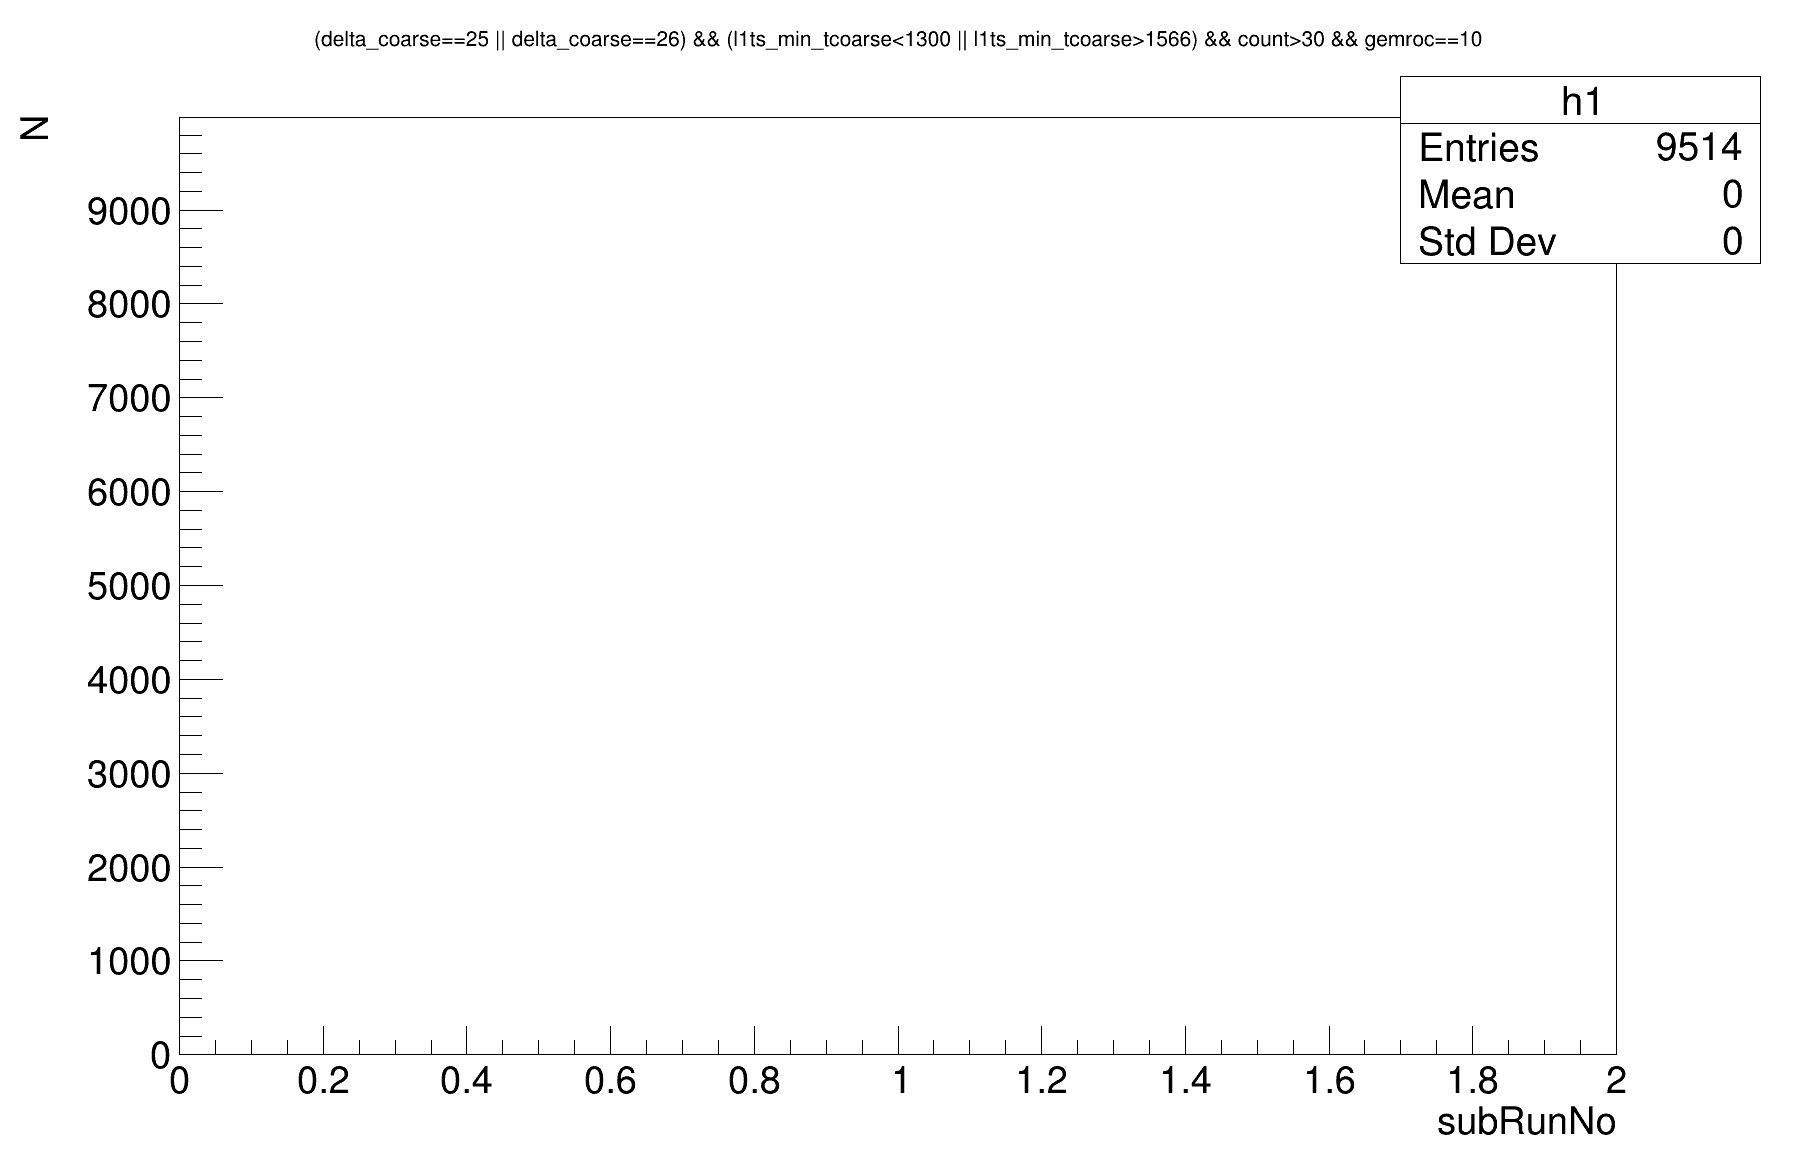 (delta_coarse==25 || delta_coarse==26) && (l1ts_min_tcoarse<1300 || l1ts_min_tcoarse>1566) && count>30 && gemroc==10
h1
Entries 9514
Mean 0
Std Dev 0
N
9000
8000
7000
6000
5000
4000
3000
2000
1000
0
0 0.2 0.4 0.6 0.8 1 1.2 1.4 1.6 1.8 2
subRunNo